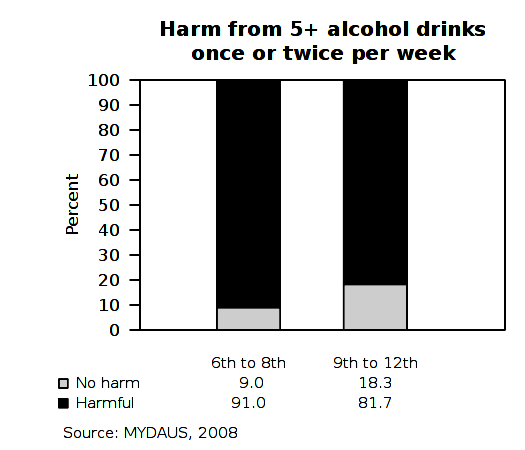 Harm from 5+ alcohol drinks
once or twice per week
100
90
80
70
60
50
40
30
20
10
0
Percent
6th to 8th 9th to 12th
No harm 9.0 18.3
Harmful 91.0 81.7
Source: MYDAUS, 2008